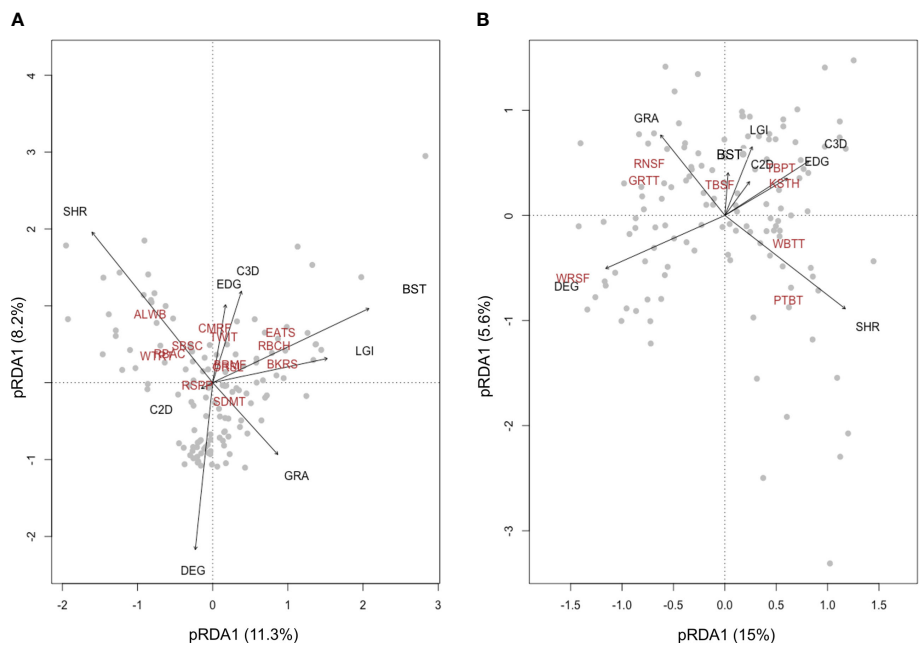 A
B
SHR
C3D
EDG
BST
ALWB
CMRF
TWIT
EATS
SBSC
RBCH
LGI
WTRT
BKRS
SDMT
C2D
GRA
DEG
4
3
2
1
0
-1
-2
-2
-1
0
1
2
3
pRDA1 (8.2%)
pRDA1 (11.3%)
GRA
LGI
C3D
BST
EDG
RNSF
C2D
GRTT
TBSF
KSTH
WBTT
WRSF
DEG
PTBT
SHR
1
0
-1
-2
-3
-1.5
-1.0
-0.5
0.0
0.5
1.0
1.5
pRDA1 (5.6%)
pRDA1 (15%)